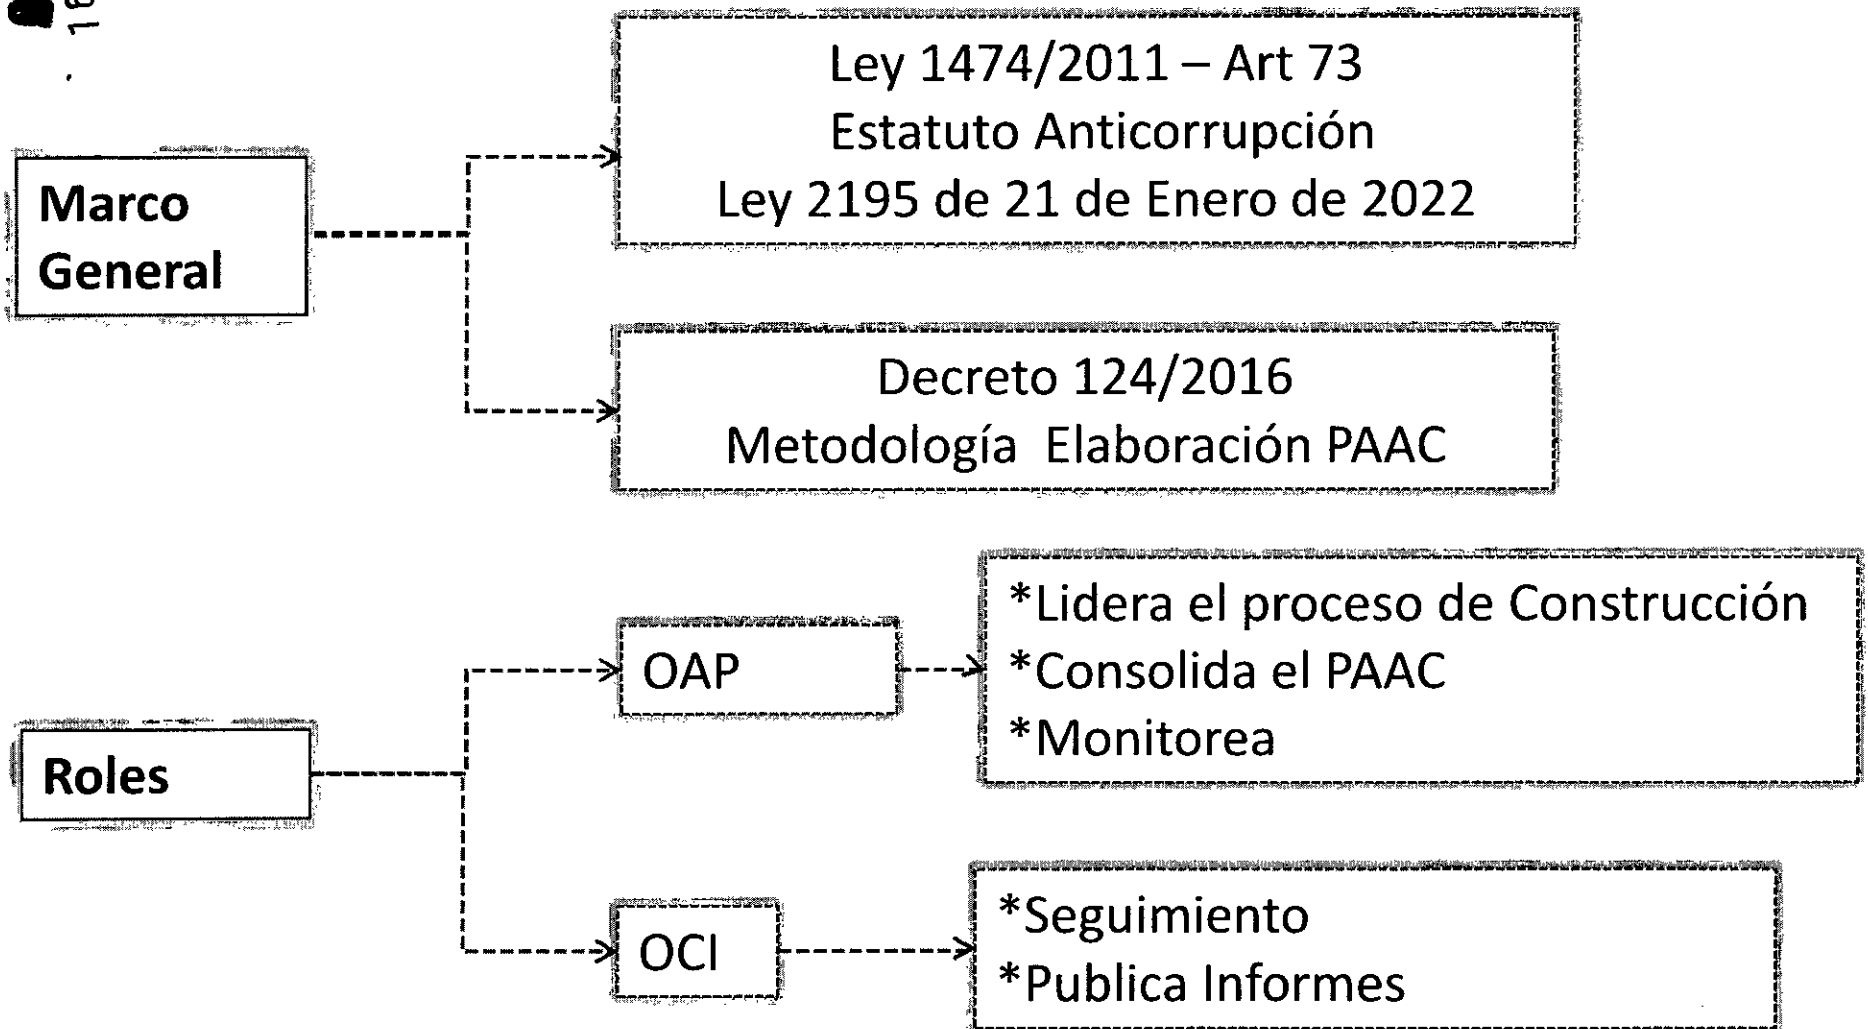 Marco
General
Ley 1474/2011 – Art 73
Estatuto Anticorrupción
Ley 2195 de 21 de Enero de 2022
Decreto 124/2016
Metodología Elaboración PAAC
Roles
OAP
*Lidera el proceso de Construcción
*Consolida el PAAC
*Monitorea
OCI
*Seguimiento
*Publica Informes